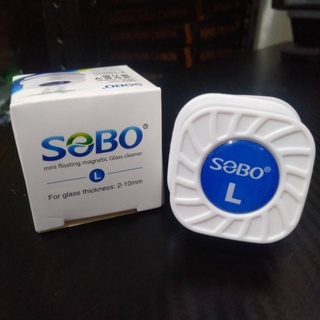 SOBO®
mini floating magnetic Glass cleaner
L
For glass thickness: 2-10mm
SOBO®
L